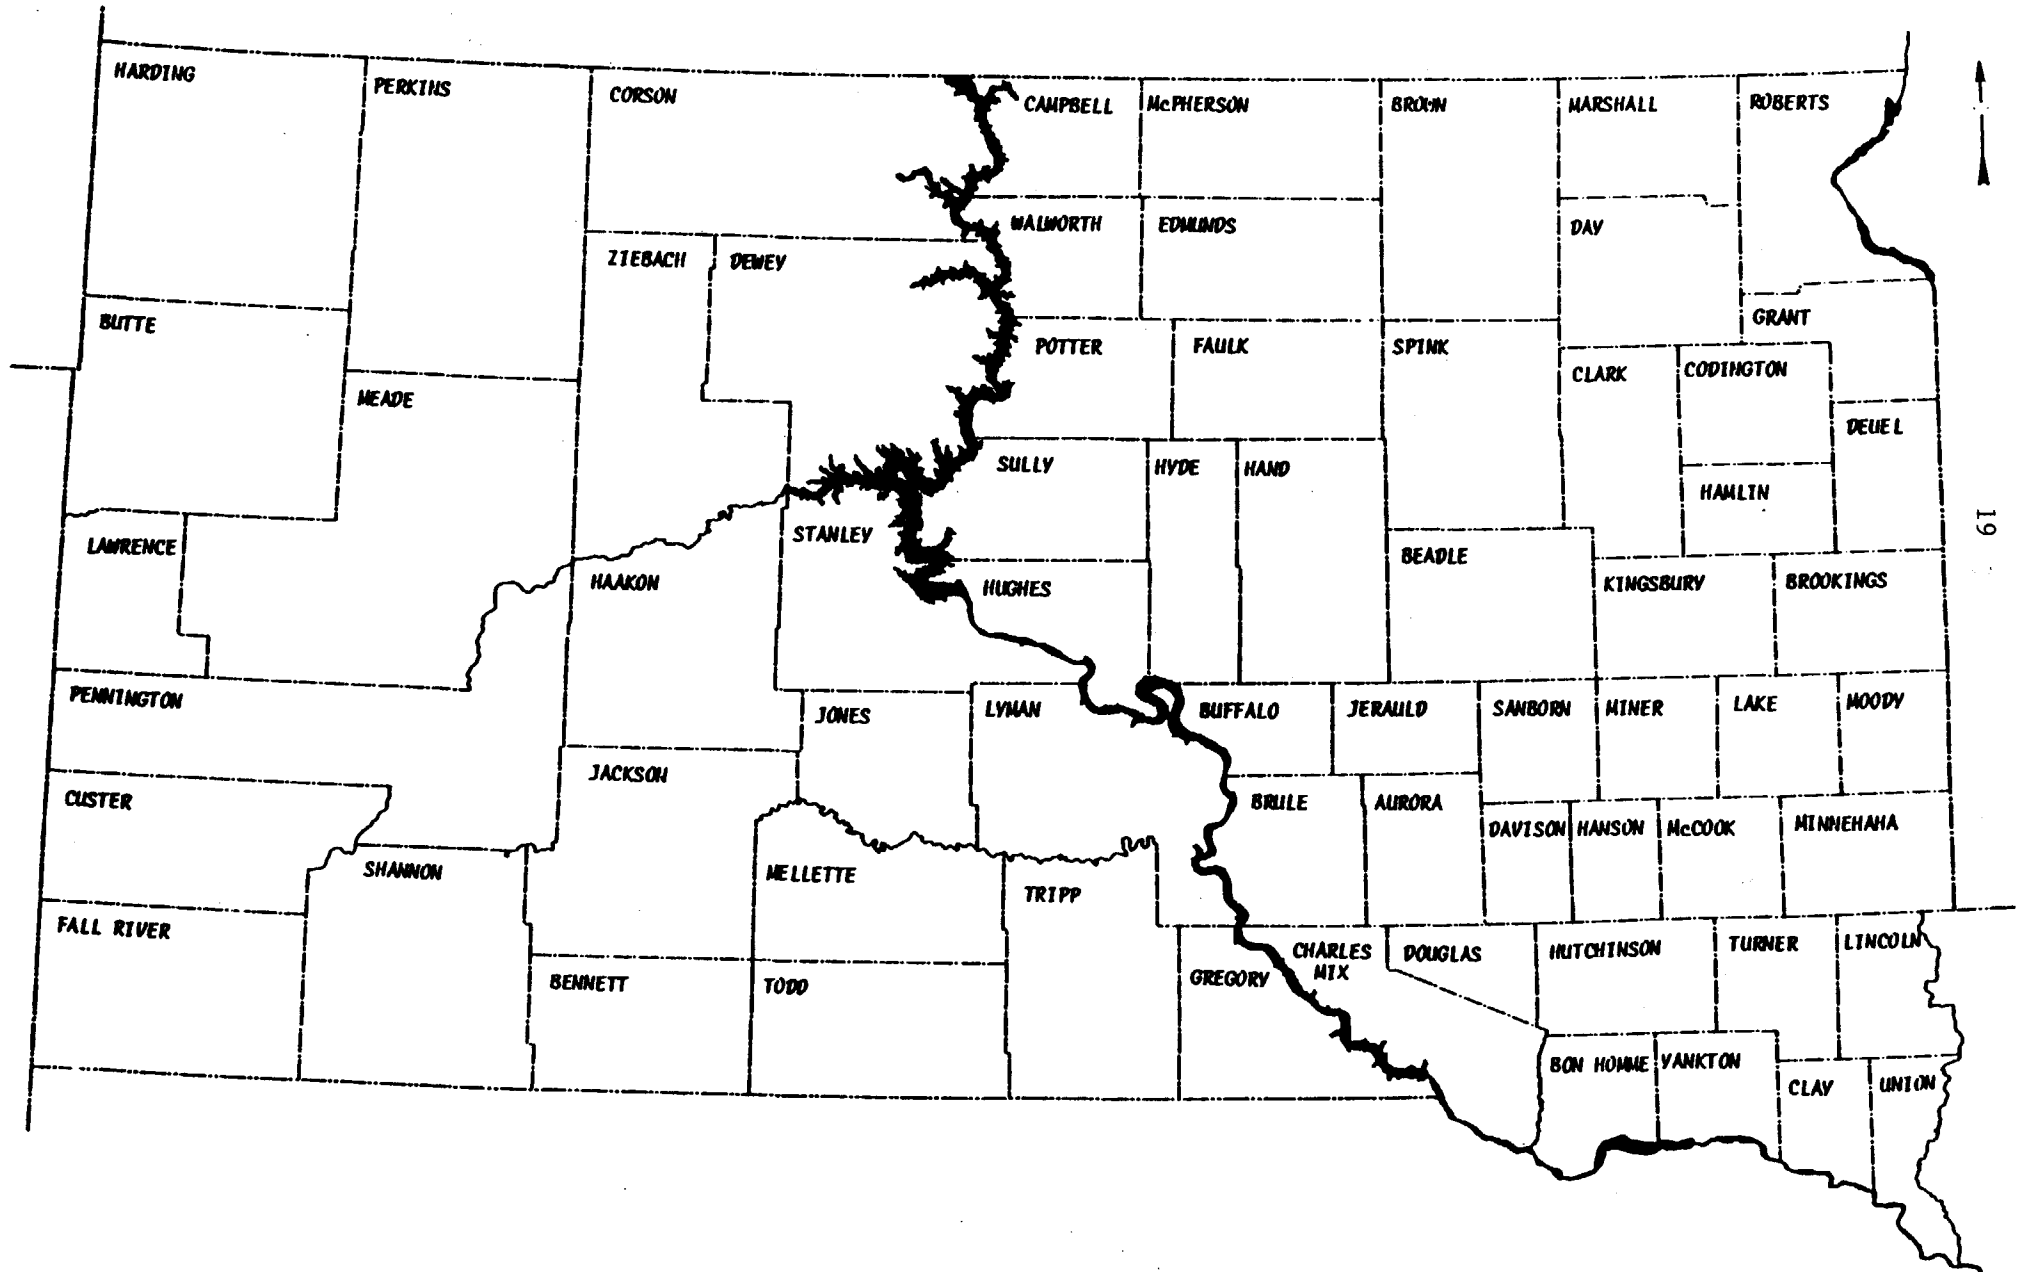 HARDING
PERKINS
CORSON
CAMPBELL
McPHERSON
BROWN
MARSHALL
ROBERTS
WALWORTH
EDMUNDS
DAY
ZIEBACH
DEWEY
BUTTE
GRANT
POTTER
FAULK
SPINK
CLARK
CODINGTON
MEADE
DEUEL
SULLY
HYDE
HAND
HAMLIN
19
LAWRENCE
STANLEY
BEADLE
HAAKON
HUGHES
KINGSBURY
BROOKINGS
PENNINGTON
JONES
LYMAN
BUFFALO
JERAULD
SANBORN
MINER
LAKE
MOODY
JACKSON
CUSTER
BRULE
AURORA
DAVISON
HANSON
McCOOK
MINNEHAHA
SHANNON
MELLETTE
TRIPP
FALL RIVER
CHARLES
MIX
DOUGLAS
HUTCHINSON
TURNER
LINCOLN
BENNETT
TODD
GREGORY
BON HOMME
YANKTON
CLAY
UNION